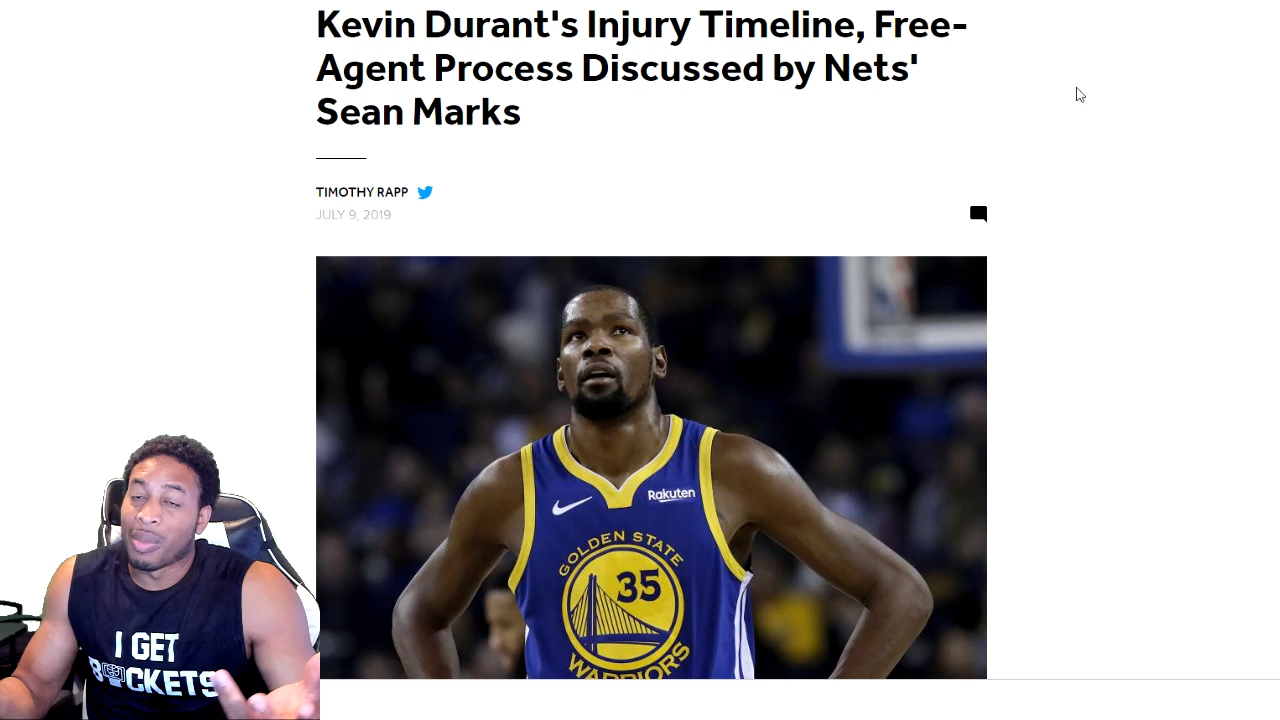 Kevin Durant's Injury Timeline, Free-
Agent Process Discussed by Nets'
Sean Marks
TIMOTHY RAPP
JULY 9, 2019
Rakuten
GOLDEN STATE
35
WARRIORS
I GET
BUCKETS